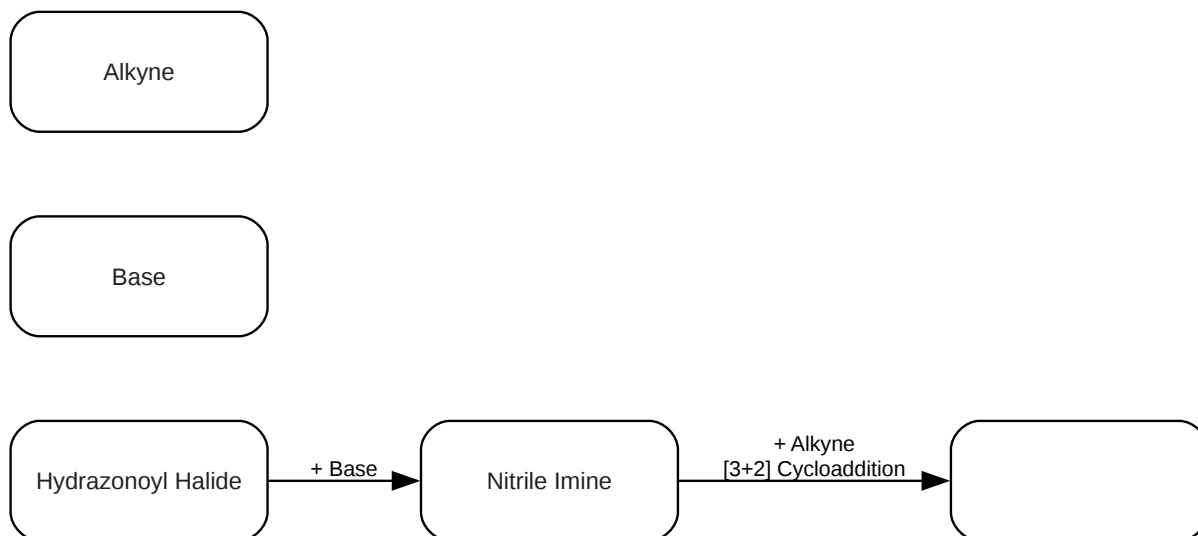 Alkyne
Base
Hydrazonoyl Halide
+ Base
Nitrile Imine
+ Alkyne
[3+2] Cycloaddition